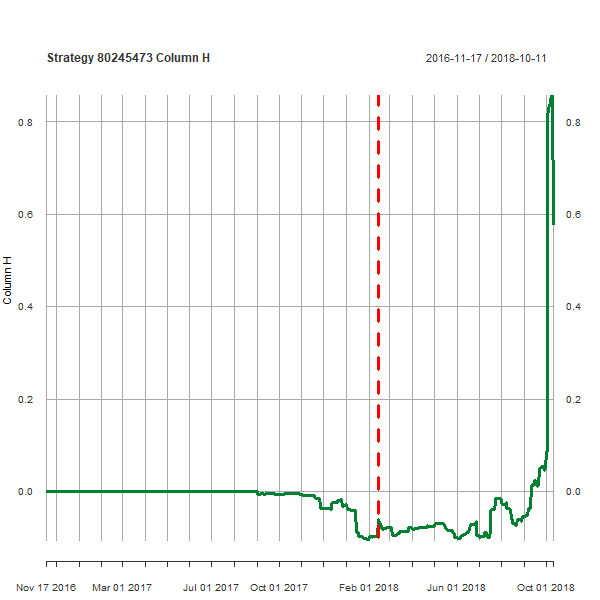 Strategy 80245473 Column H
2016-11-17 / 2018-10-11
0.8 0.8
0.6 0.6
0.4 0.4
0.2 0.2
0.0 0.0
Column H
Nov 17 2016 Mar 01 2017 Jul 01 2017 Oct 01 2017 Feb 01 2018 Jun 01 2018 Oct 01 2018